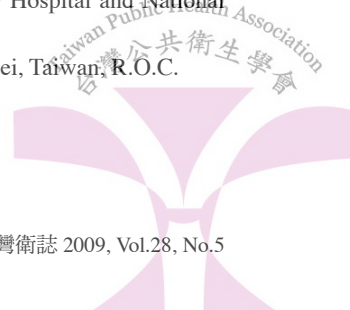 Hospital and National
Taiwan Public Health Association
ei, Taiwan, R.O.C.
台灣公共衛生學會
灣衛誌 2009, Vol.28, No.5